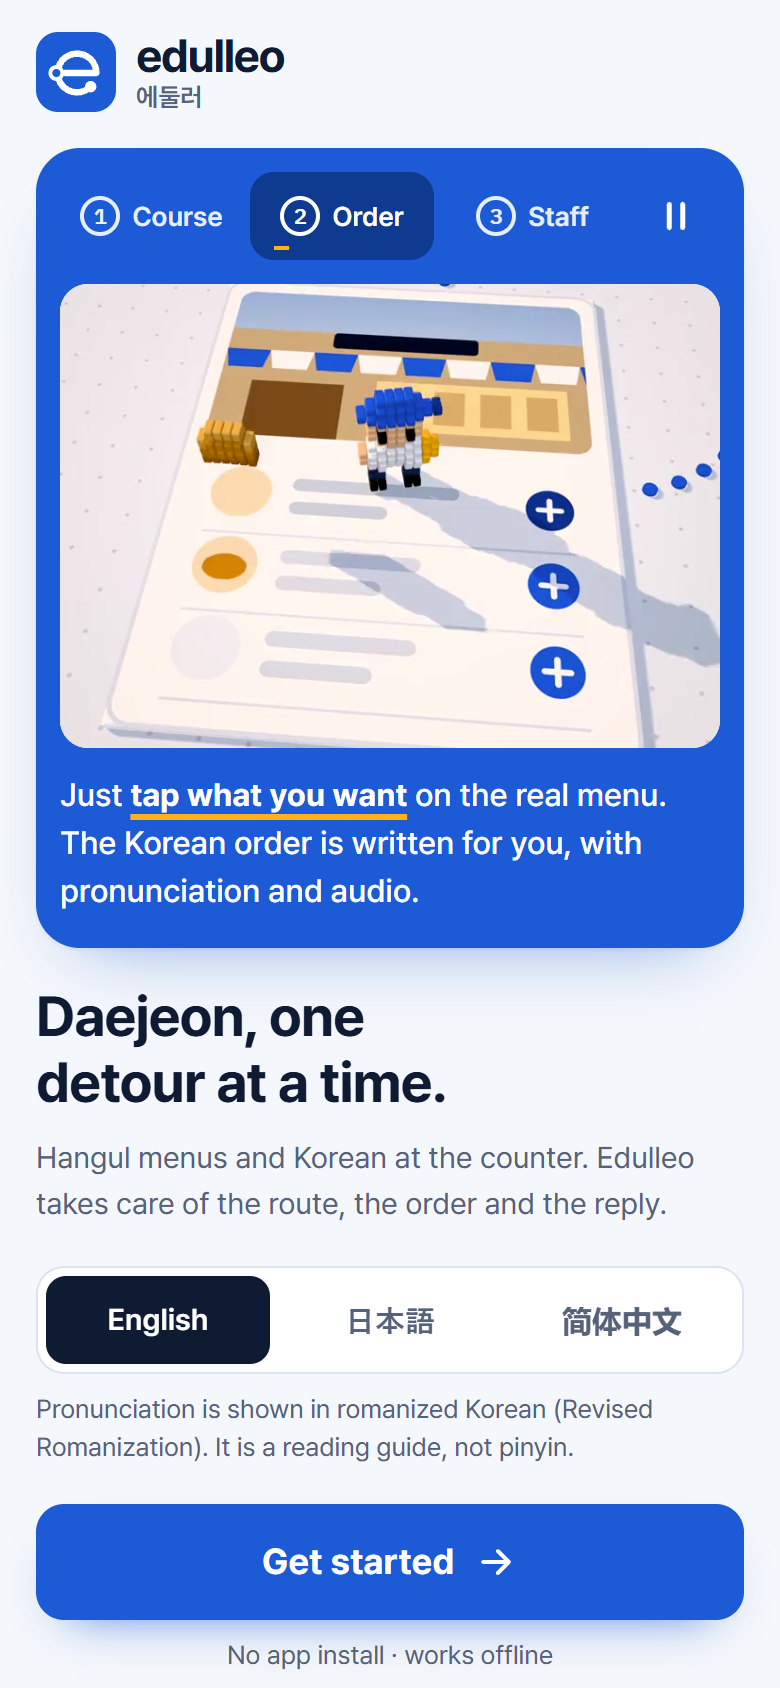 edulleo
에둘러
1 Course
2 Order
3 Staff
Just tap what you want on the real menu.
The Korean order is written for you, with
pronunciation and audio.
Daejeon, one
detour at a time.
Hangul menus and Korean at the counter. Edulleo
takes care of the route, the order and the reply.
English
日本語
简体中文
Pronunciation is shown in romanized Korean (Revised
Romanization). It is a reading guide, not pinyin.
Get started →
No app install · works offline